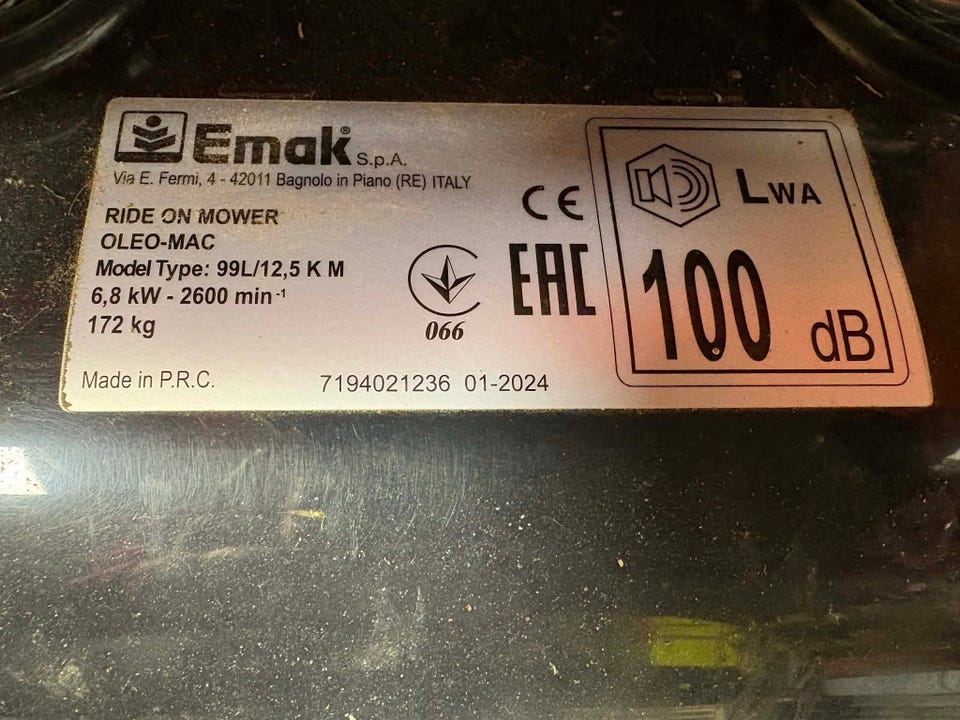 Emak® S.p.A.
Via E. Fermi, 4 - 42011 Bagnolo in Piano (RE) ITALY
RIDE ON MOWER
OLEO-MAC
Model Type: 99L/12,5 K M
6,8 kW - 2600 min⁻¹
172 kg
Made in P.R.C.
7194021236 01-2024
066
CE
EAC
LWA
100
dB